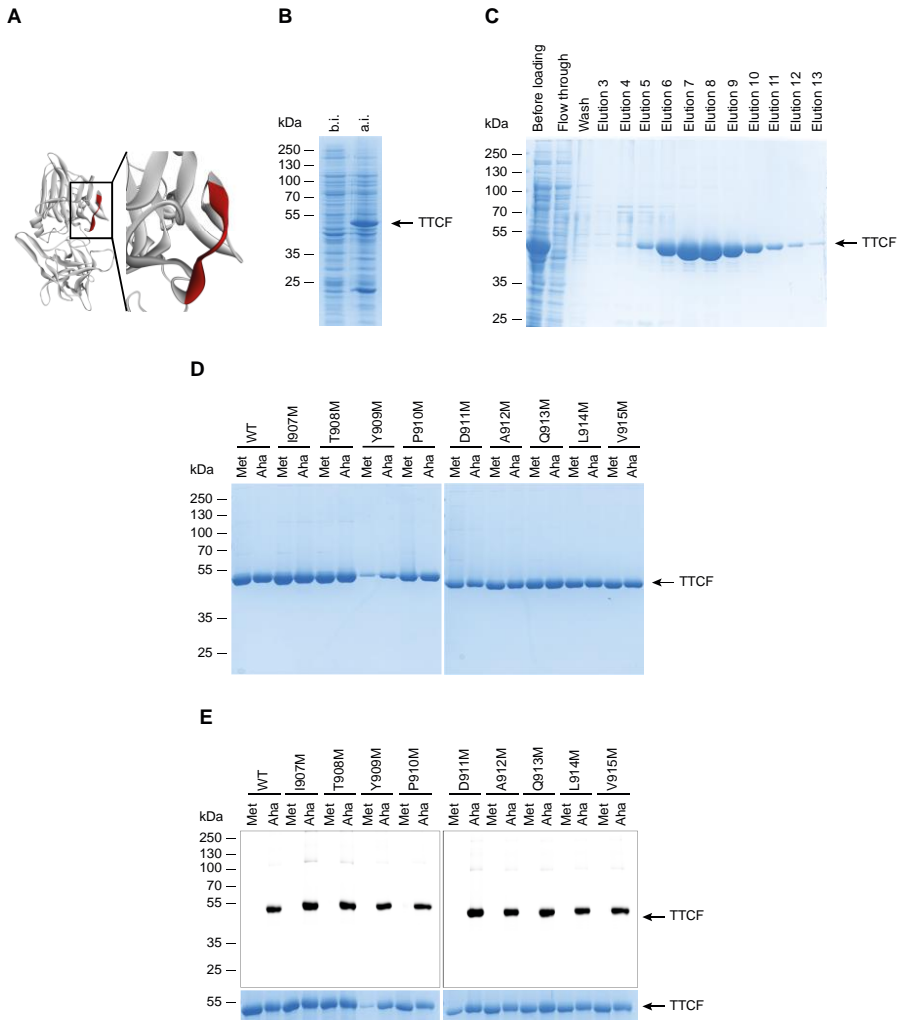 A
B
C
kDa
b.i.
a.i.
250
130
100
70
55
35
25
TTCF
kDa
Before loading
Flow through
Wash
Elution 3
Elution 4
Elution 5
Elution 6
Elution 7
Elution 8
Elution 9
Elution 10
Elution 11
Elution 12
Elution 13
250
130
100
70
55
35
25
TTCF
D
WT I907M T908M Y909M P910M D911M A912M Q913M L914M V915M
kDa Met Aha Met Aha Met Aha Met Aha Met Aha Met Aha Met Aha Met Aha Met Aha Met Aha
250
130
100
70
55
35
25
TTCF
E
WT I907M T908M Y909M P910M D911M A912M Q913M L914M V915M
kDa Met Aha Met Aha Met Aha Met Aha Met Aha Met Aha Met Aha Met Aha Met Aha Met Aha
250
130
100
70
55
35
25
TTCF
55
TTCF